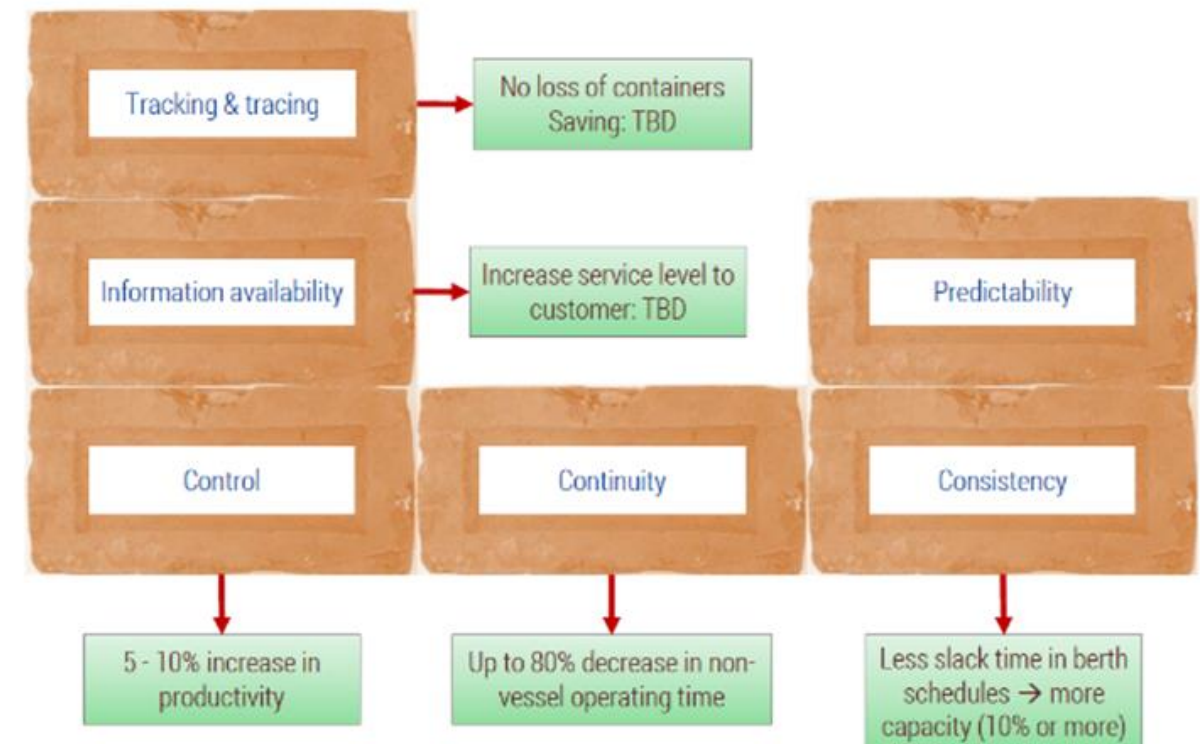 Tracking & tracing
No loss of containers
Saving: TBD
Information availability
Increase service level to
customer: TBD
Predictability
Control
Continuity
Consistency
5 - 10% increase in
productivity
Up to 80% decrease in non-
vessel operating time
Less slack time in berth
schedules → more
capacity (10% or more)